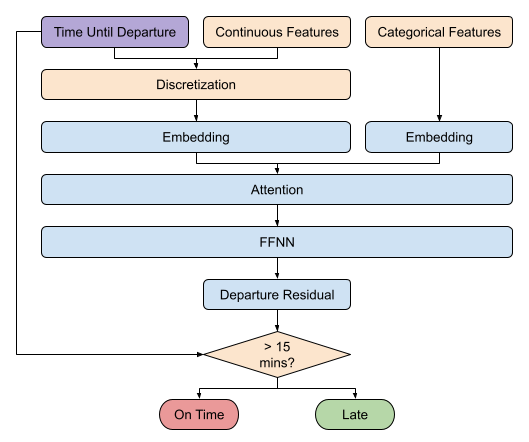 Time Until Departure
Continuous Features
Categorical Features
Discretization
Embedding
Embedding
Attention
FFNN
Departure Residual
> 15
mins?
On Time
Late